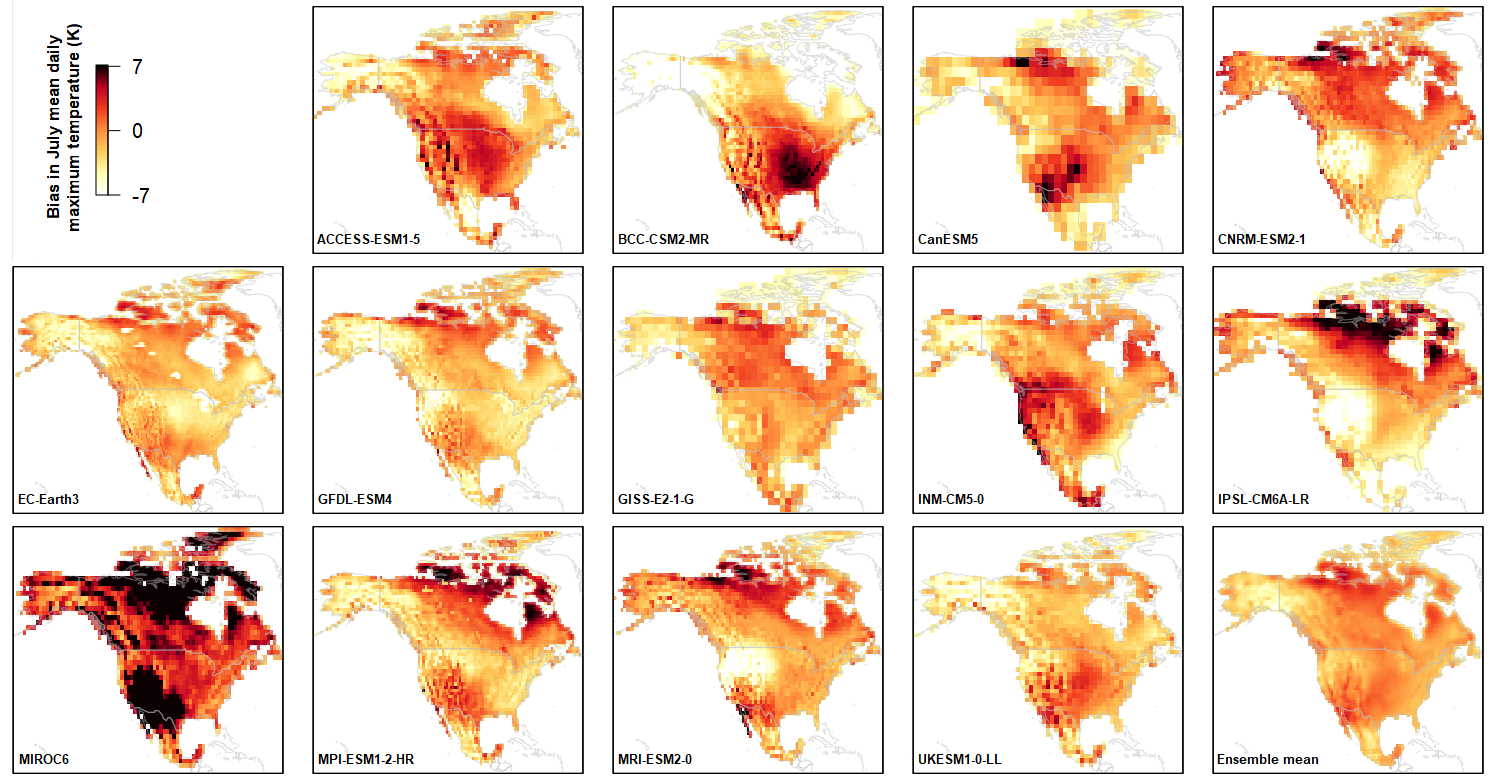 Bias in July mean daily
maximum temperature (K)
7
0
-7
ACCESS-ESM1-5
BCC-CSM2-MR
CanESM5
CNRM-ESM2-1
EC-Earth3
GFDL-ESM4
GISS-E2-1-G
INM-CM5-0
IPSL-CM6A-LR
MIROC6
MPI-ESM1-2-HR
MRI-ESM2-0
UKESM1-0-LL
Ensemble mean